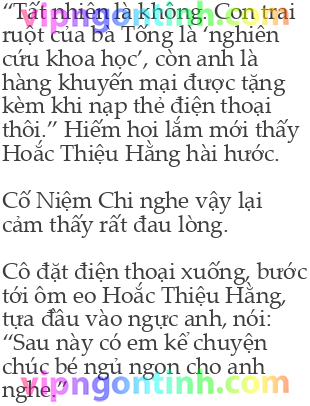 “Tất nhiên là không. Con trai
ruột của bà Tống là ‘nghiên
cứu khoa học’, còn anh là
hàng khuyến mại được tặng
kèm khi nạp thẻ điện thoại
thôi.” Hiếm hoi lắm mới thấy
Hoắc Thiệu Hằng hài hước.
Cố Niệm Chi nghe vậy lại
cảm thấy rất đau lòng.
Cô đặt điện thoại xuống, bước
tới ôm eo Hoắc Thiệu Hằng,
tựa đầu vào ngực anh, nói:
“Sau này có em kể chuyện
chúc bé ngủ ngon cho anh
nghe.”
vipngontinh.com
vipngontinh.com